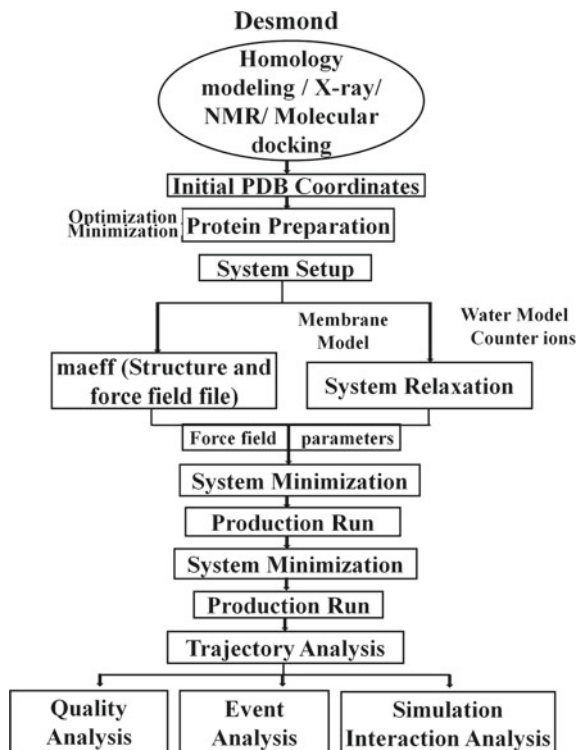 Desmond
Homology
modeling / X-ray/
NMR/ Molecular
docking
Initial PDB Coordinates
Optimization
Minimization
Protein Preparation
System Setup
Membrane
Model
Water Model
Counter ions
maeff (Structure and
force field file)
System Relaxation
Force field parameters
System Minimization
Production Run
System Minimization
Production Run
Trajectory Analysis
Quality
Analysis
Event
Analysis
Simulation
Interaction Analysis